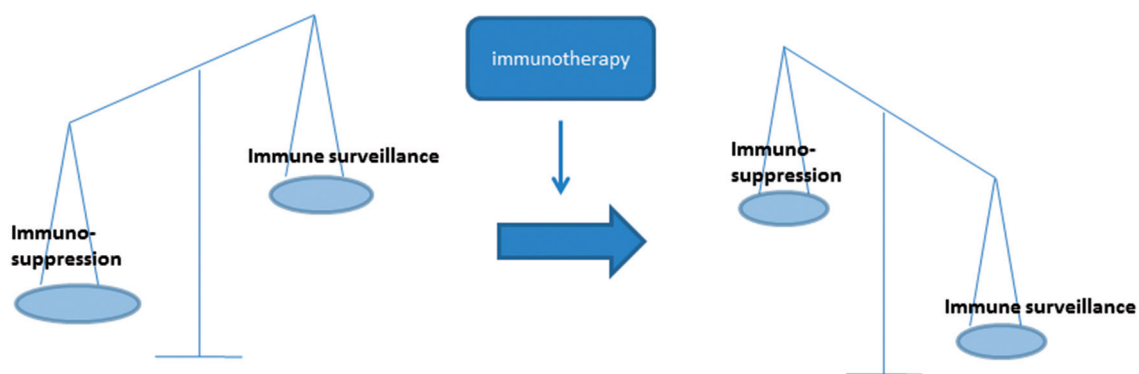 immunotherapy
Immune surveillance
Immuno-
suppression
Immuno-
suppression
Immune surveillance